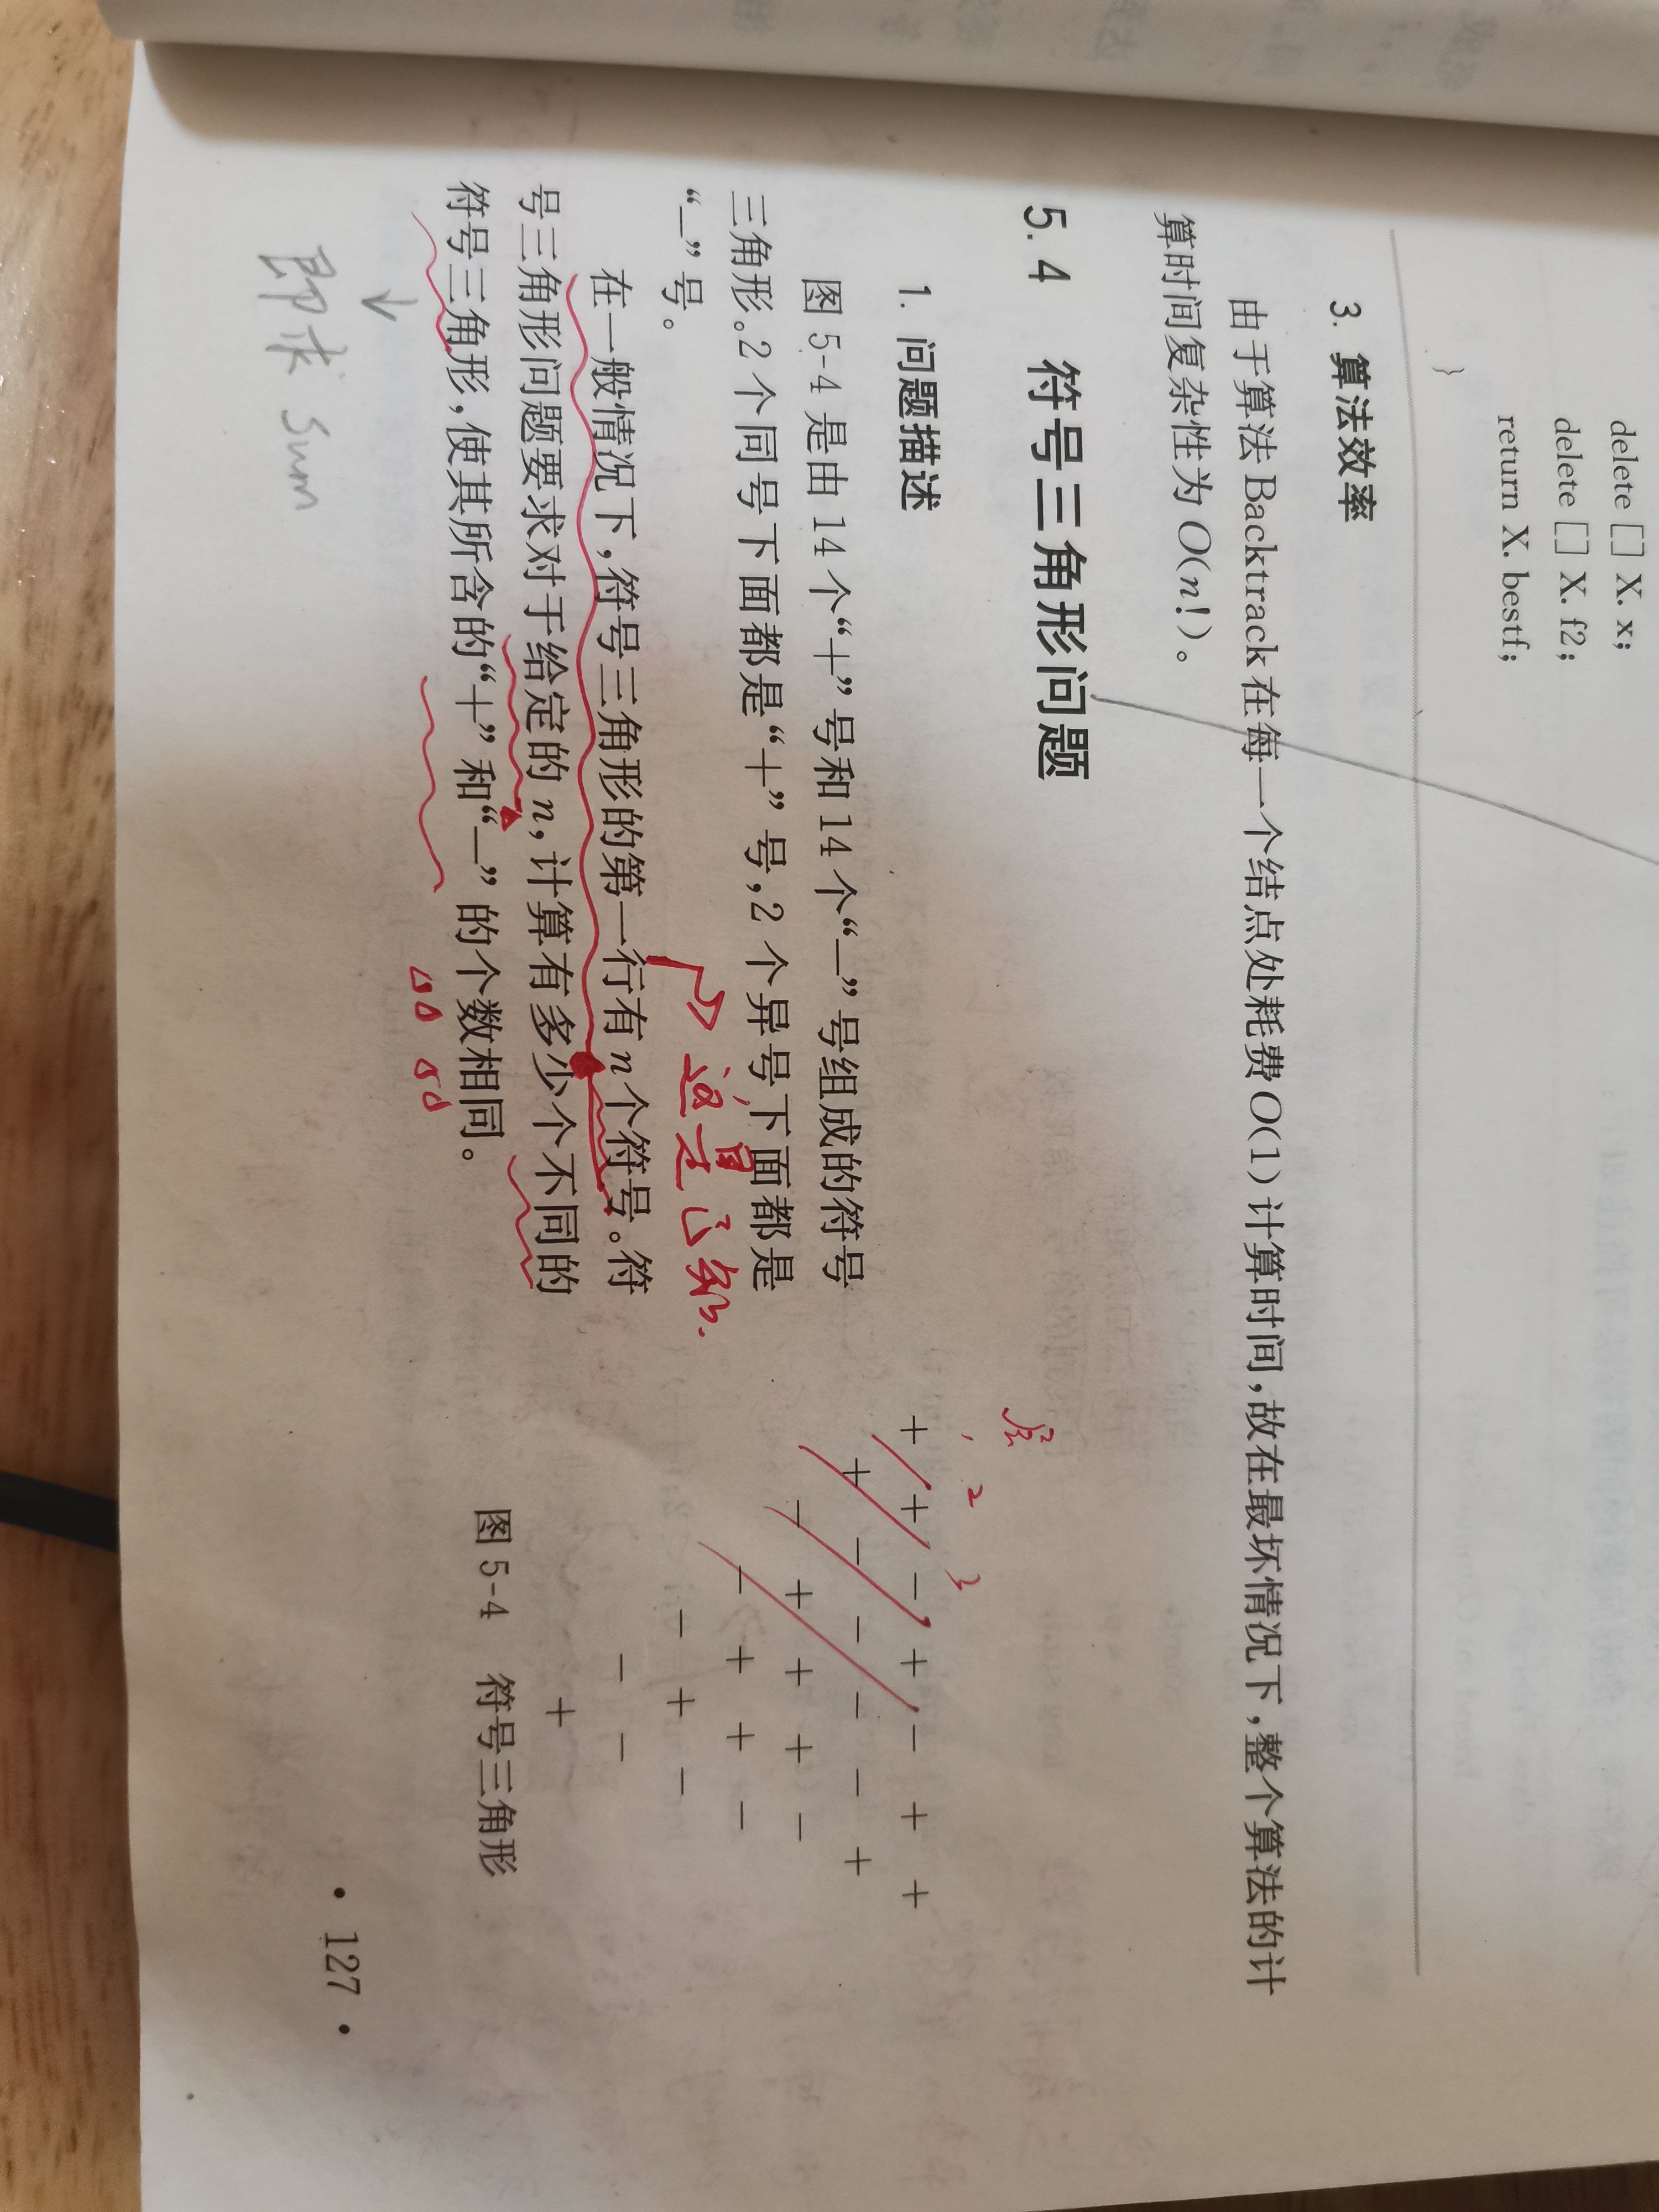 delete [] X. x;
delete [] X. f2;
return X. bestf;
}
3. 算法效率
由于算法 Backtrack 在每一个结点处耗费 O(1) 计算时间,故在最坏情况下,整个算法的计
算时间复杂性为 O(n!)。
5.4 符号三角形问题
1. 问题描述
图 5-4 是由 14 个“+”号和 14 个“—”号组成的符号
三角形。2 个同号下面都是“+”号,2 个异号下面都是
“—”号。
这是已知.
在一般情况下,符号三角形的第一行有 n 个符号。符
号三角形问题要求对于给定的 n,计算有多少个不同的
符号三角形,使其所含的“+”和“—”的个数相同。
即求 sum
层
1 2 3
+ + − + − + +
+ − − − − +
− + + + −
− + + −
− + −
− −
+
图 5-4 符号三角形
· 127 ·